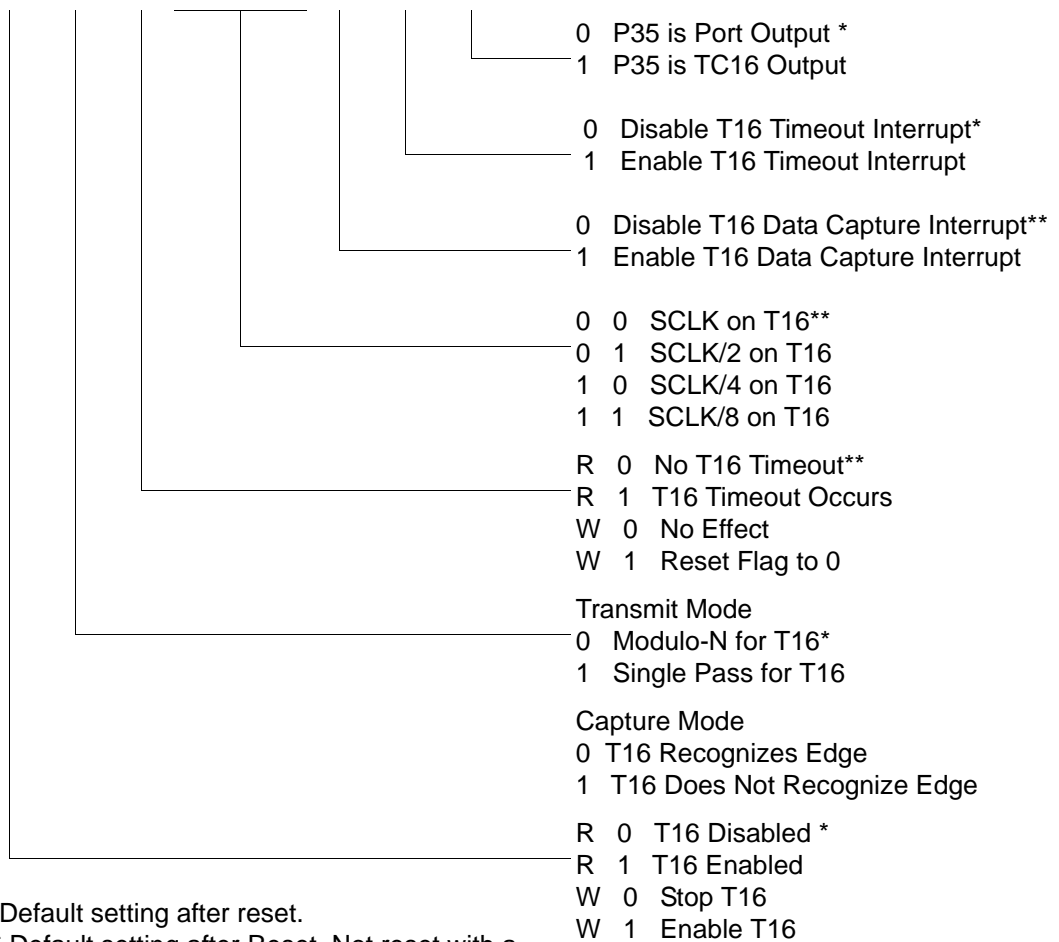 0 P35 is Port Output *
1 P35 is TC16 Output
0 Disable T16 Timeout Interrupt*
1 Enable T16 Timeout Interrupt
0 Disable T16 Data Capture Interrupt**
1 Enable T16 Data Capture Interrupt
0 0 SCLK on T16**
0 1 SCLK/2 on T16
1 0 SCLK/4 on T16
1 1 SCLK/8 on T16
R 0 No T16 Timeout**
R 1 T16 Timeout Occurs
W 0 No Effect
W 1 Reset Flag to 0
Transmit Mode
0 Modulo-N for T16*
1 Single Pass for T16
Capture Mode
0 T16 Recognizes Edge
1 T16 Does Not Recognize Edge
R 0 T16 Disabled *
R 1 T16 Enabled
W 0 Stop T16
W 1 Enable T16
Default setting after reset.
* Default setting after Reset. Not reset with a